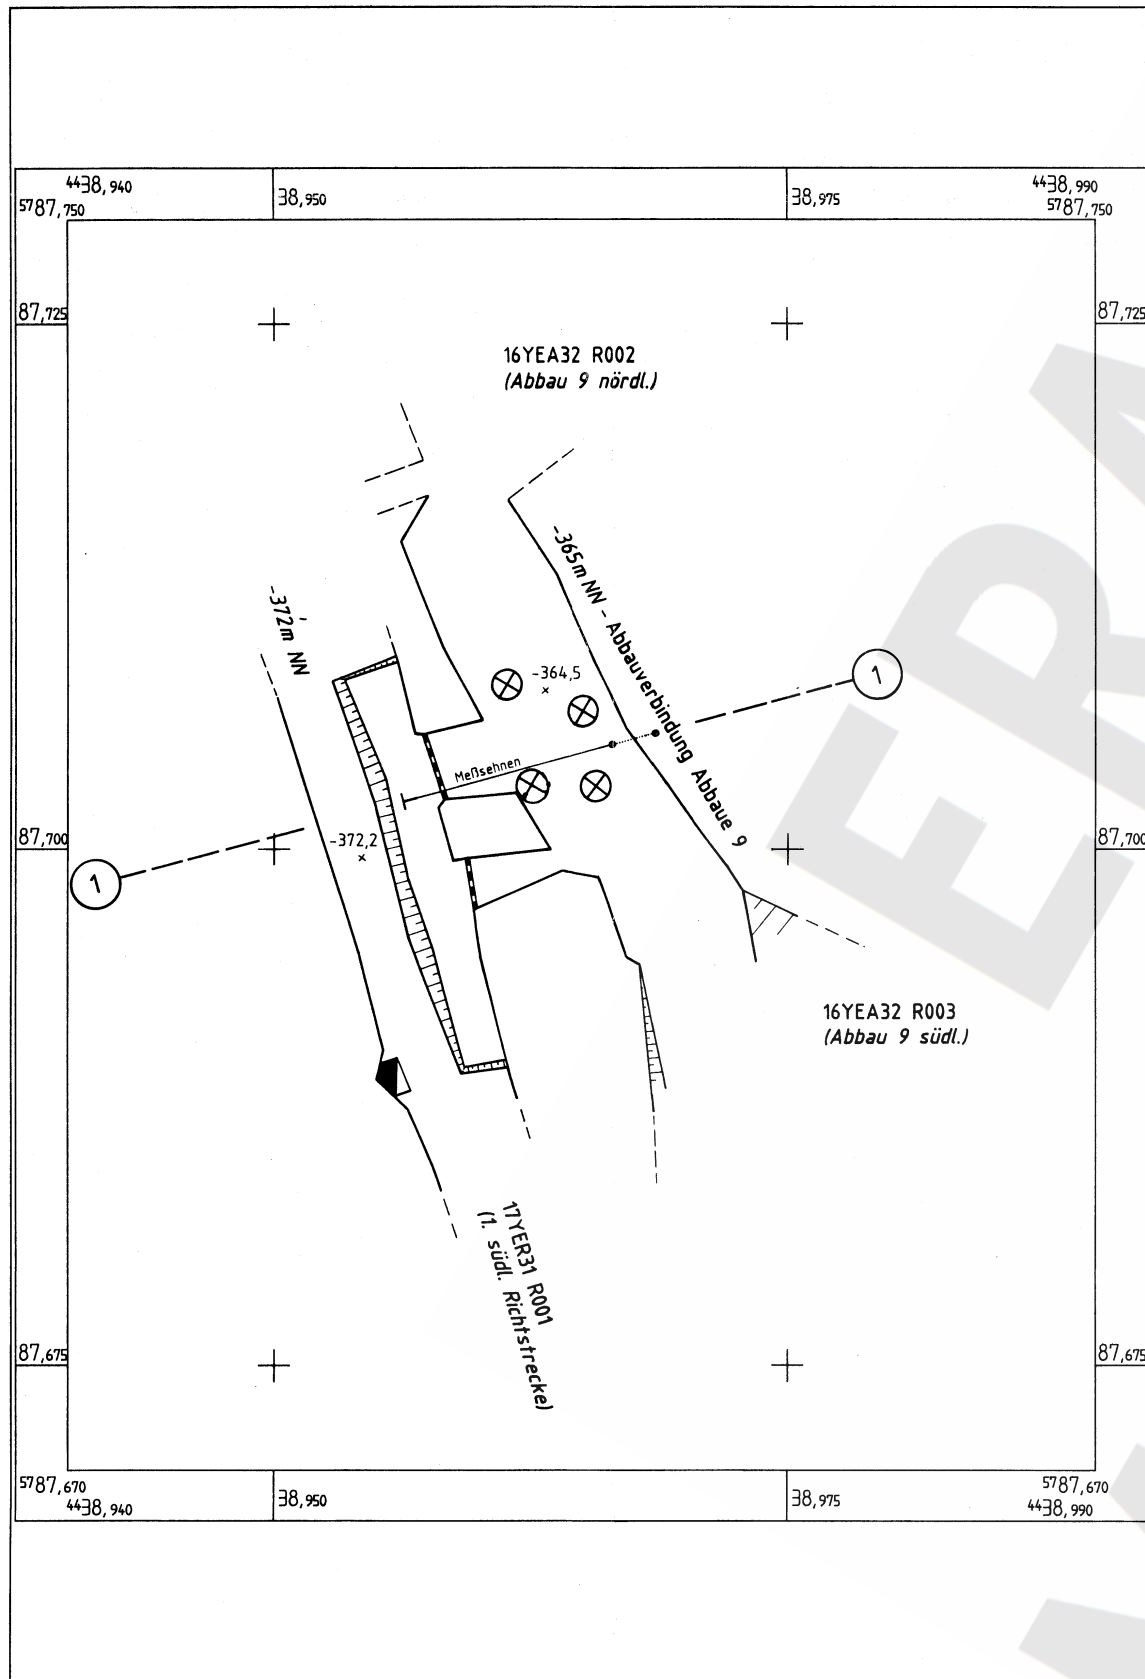 4438,940
38,950
38,975
4438,990
5787,750
5787,750
87,725
87,725
16YEA32 R002
(Abbau 9 nördl.)
-365m NN - Abbauverbindung Abbaue 9
-372m NN
-364,5
1
Meßsehnen
-372,2
87,700
87,700
1
16YEA32 R003
(Abbau 9 südl.)
17YER31 R001
(1. südl. Richtstrecke)
87,675
87,675
5787,670
4438,940
38,950
38,975
5787,670
4438,990
ERA